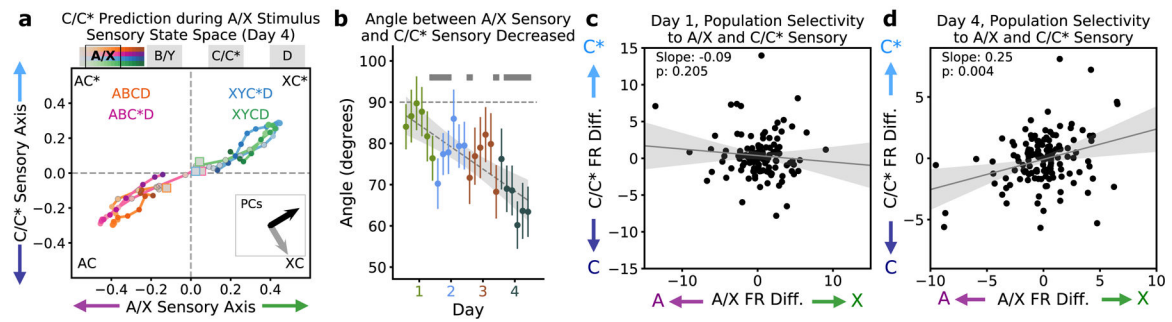 a
C/C* Prediction during A/X Stimulus
Sensory State Space (Day 4)
A/X
B/Y
C/C*
D
AC*
XC*
ABCD
ABC*D
XYC*D
XYCD
PCs
AC
XC
0.4
0.2
0.0
−0.2
−0.4
−0.4 −0.2 0.0 0.2 0.4
C/C* Sensory Axis
A/X Sensory Axis
b
Angle between A/X Sensory
and C/C* Sensory Decreased
Angle (degrees)
100
90
80
70
60
50
1 2 3 4
Day
c
Day 1, Population Selectivity
to A/X and C/C* Sensory
C*
Slope: -0.09
p: 0.205
C/C* FR Diff.
C
15
10
5
0
−5
−10
−15
−10 0 10
A A/X FR Diff. X
d
Day 4, Population Selectivity
to A/X and C/C* Sensory
C*
Slope: 0.25
p: 0.004
C/C* FR Diff.
C
5
0
−5
−10 −5 0 5 10
A A/X FR Diff. X